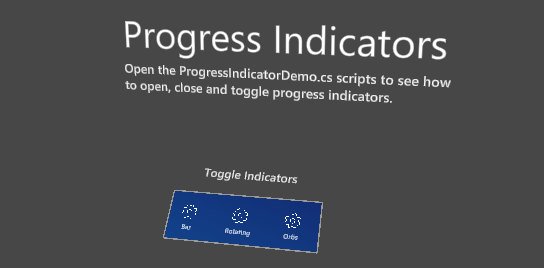 Progress Indicators
Open the ProgressIndicatorDemo.cs scripts to see how
to open, close and toggle progress indicators.
Toggle Indicators
Bar
Rotating
Orbs